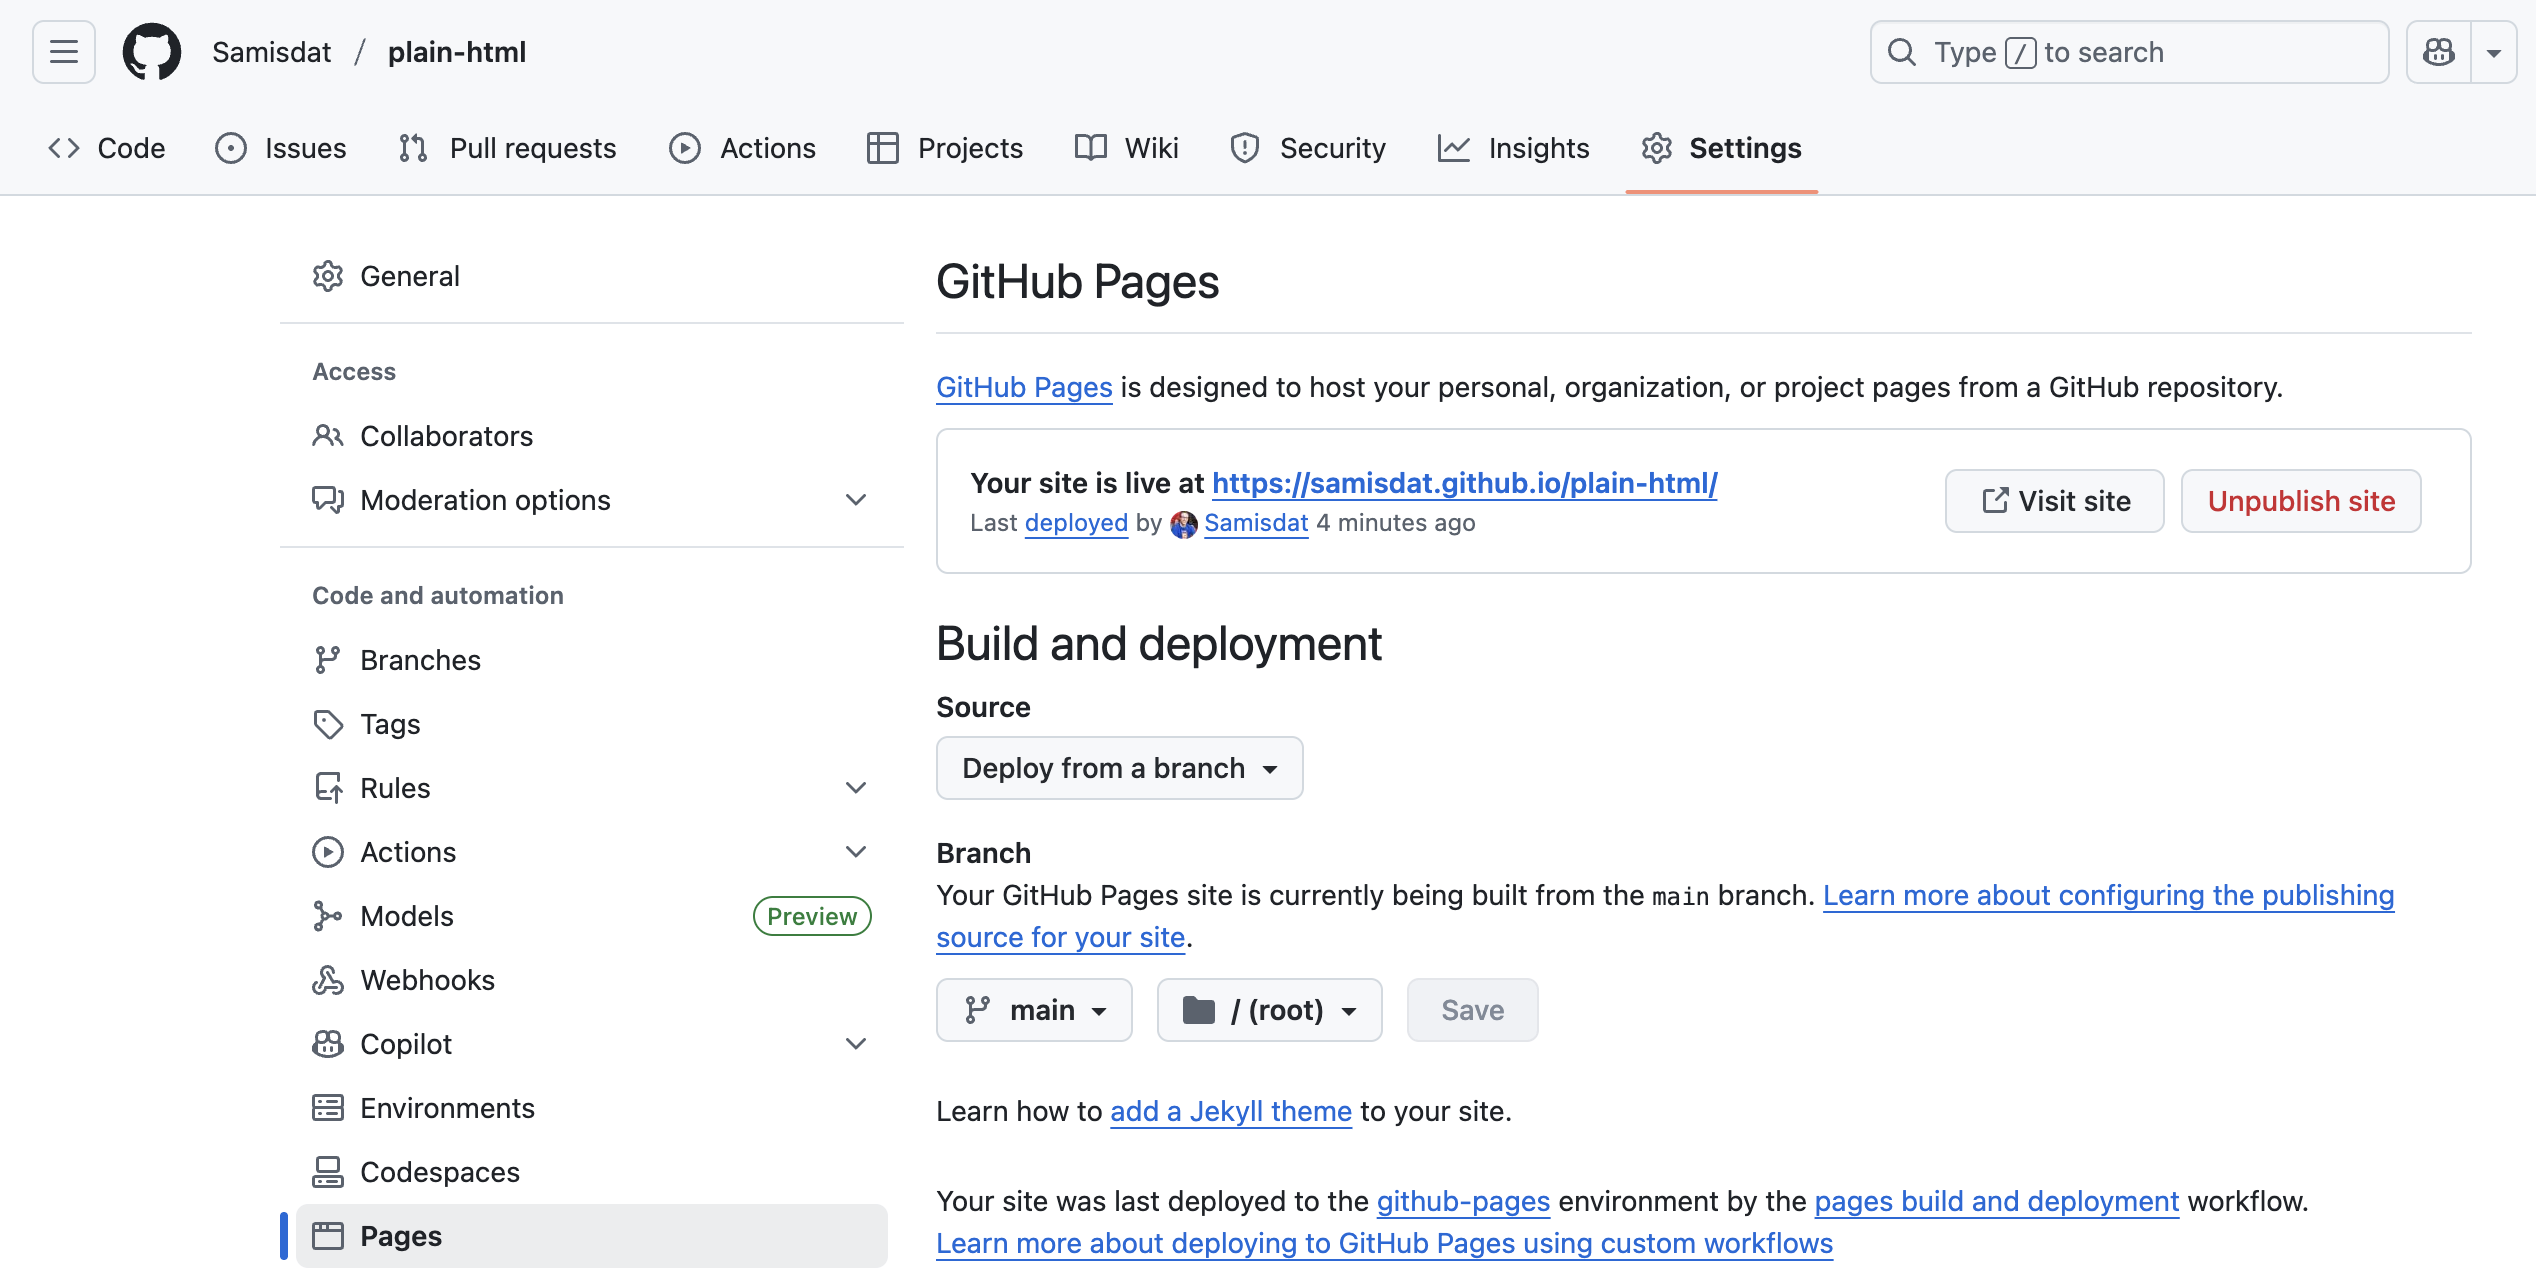 Samisdat / plain-html
Type / to search
Code Issues Pull requests Actions Projects Wiki Security Insights Settings
General
Access
Collaborators
Moderation options
Code and automation
Branches
Tags
Rules
Actions
Models Preview
Webhooks
Copilot
Environments
Codespaces
Pages
GitHub Pages
GitHub Pages is designed to host your personal, organization, or project pages from a GitHub repository.
Your site is live at https://samisdat.github.io/plain-html/
Last deployed by Samisdat 4 minutes ago
Visit site Unpublish site
Build and deployment
Source
Deploy from a branch
Branch
Your GitHub Pages site is currently being built from the main branch. Learn more about configuring the publishing
source for your site.
main / (root) Save
Learn how to add a Jekyll theme to your site.
Your site was last deployed to the github-pages environment by the pages build and deployment workflow.
Learn more about deploying to GitHub Pages using custom workflows